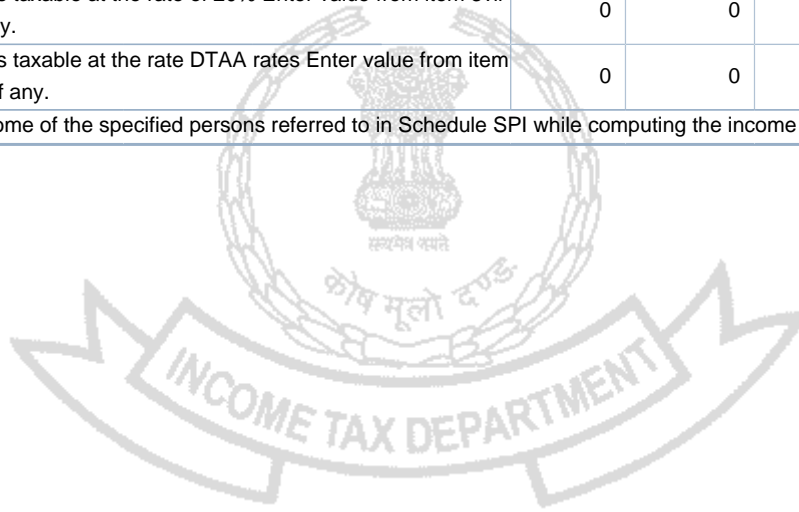 taxable at the rate of 20% Enter value from item 5vii 0 0
y.
s taxable at the rate DTAA rates Enter value from item 0 0
f any.
ome of the specified persons referred to in Schedule SPI while computing the income
सत्यमेव जयते
कोष मूलो दण्डः
INCOME TAX DEPARTMENT